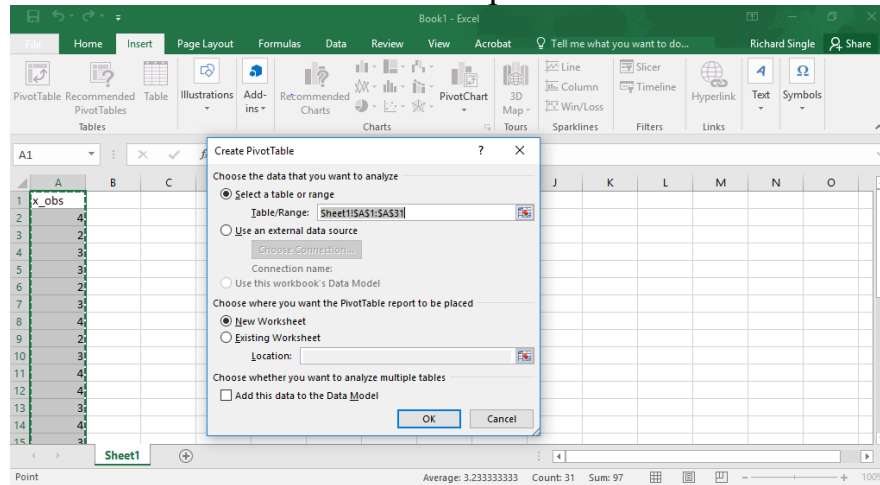 Book1 - Excel
File Home Insert Page Layout Formulas Data Review View Acrobat Tell me what you want to do... Richard Single Share
PivotTable Recommended PivotTables Table Illustrations Add-ins Recommended Charts PivotChart 3D Map Line Column Win/Loss Slicer Timeline Hyperlink Text Symbols
Tables Charts Tours Sparklines Filters Links
A1
Create PivotTable ? ×
Choose the data that you want to analyze
Select a table or range
Table/Range: Sheet1!$A$1:$A$31
Use an external data source
Choose Connection...
Connection name:
Use this workbook's Data Model
Choose where you want the PivotTable report to be placed
New Worksheet
Existing Worksheet
Location:
Choose whether you want to analyze multiple tables
Add this data to the Data Model
OK Cancel
A B C J K L M N O
1 x_obs
2 4
3 2
4 3
5 3
6 2
7 3
8 4
9 2
10 3
11 4
12 4
13 3
14 4
15 3
Sheet1
Point Average: 3.233333333 Count: 31 Sum: 97 100%